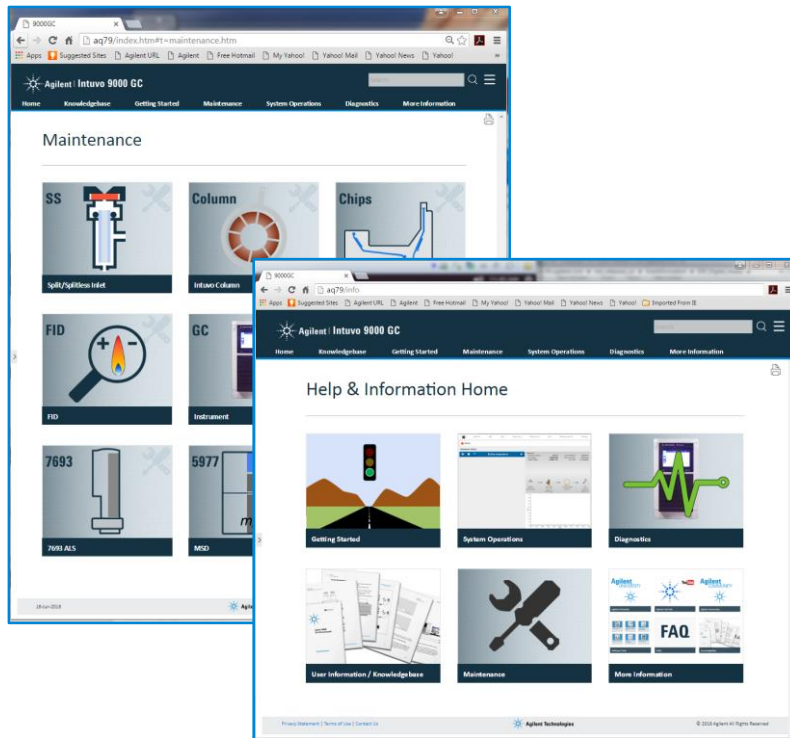 9000GC
aq79/index.htm#t=maintenance.htm
Apps Suggested Sites Agilent URL Agilent Free Hotmail My Yahoo! Yahoo! Mail Yahoo! News Yahoo!
Agilent | Intuvo 9000 GC
Search
Home Knowledgebase Getting Started Maintenance System Operations Diagnostics More Information
Maintenance
SS
Split/Splitless Inlet
Column
Intuvo Column
Chips
FID
FID
GC
Instrument
7693
7693 ALS
5977
m
MSD
9000GC
aq79/info
Apps Suggested Sites Agilent URL Agilent Free Hotmail My Yahoo! Yahoo! Mail Yahoo! News Yahoo! Imported From IE
Agilent | Intuvo 9000 GC
Search
Home Knowledgebase Getting Started Maintenance System Operations Diagnostics More Information
Help & Information Home
Getting Started
System Operations
Diagnostics
User Information / Knowledgebase
Maintenance
Agilent
YouTube
Agilent
FAQ
More Information
Privacy Statement | Terms of Use | Contact Us
Agilent Technologies